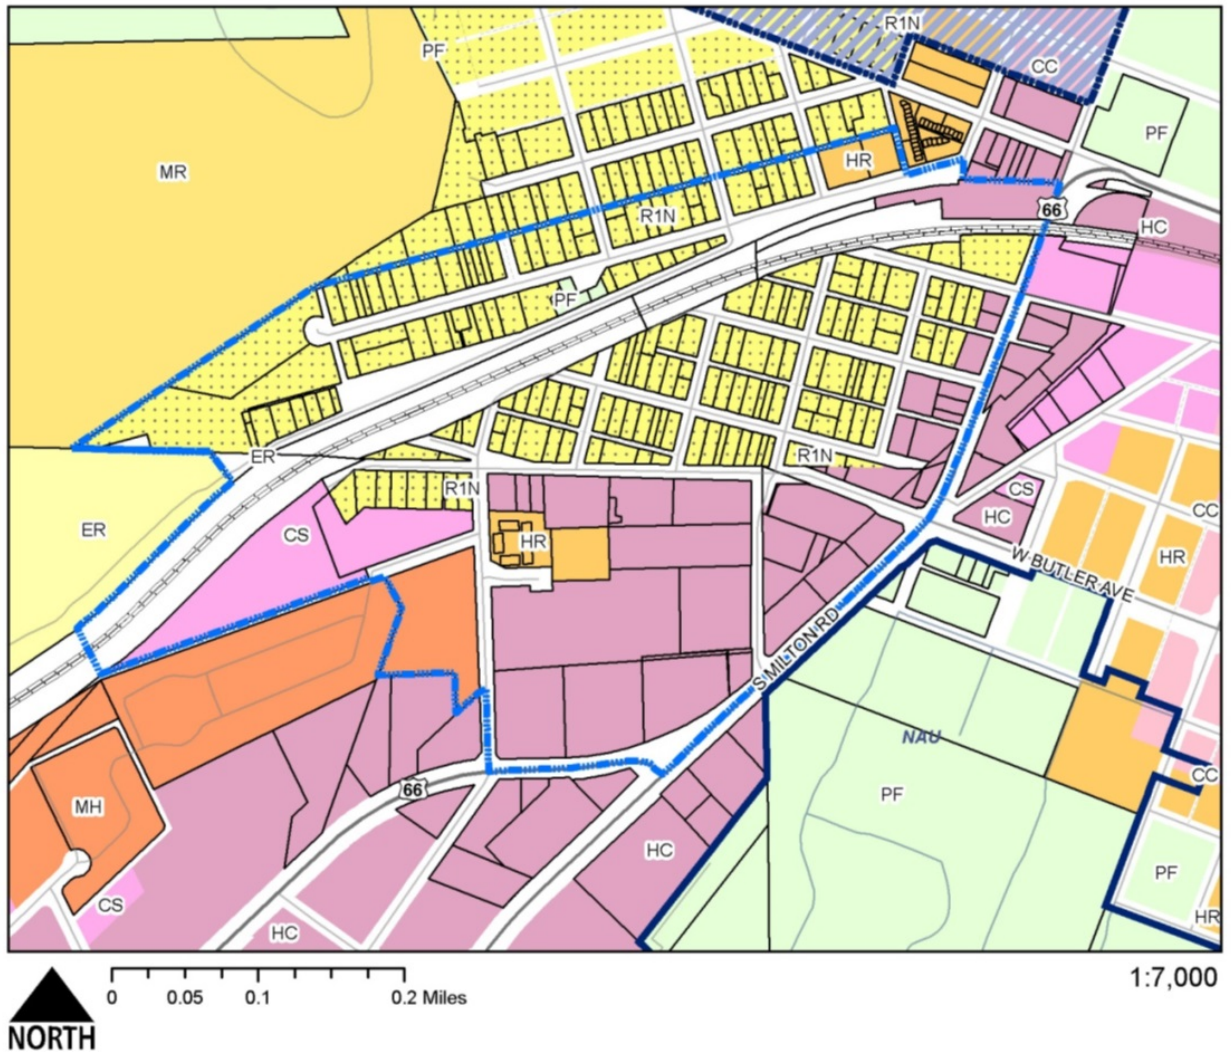 R1N
PF
CC
PF
HR
MR
66
R1N
HC
PF
ER
R1N
R1N
CS
CS
HC
CC
ER
HR
HR
W BUTLER AVE
S MILTON RD
NAU
CC
66
PF
MH
HC
PF
CS
HR
HC
0 0.05 0.1 0.2 Miles
1:7,000
NORTH